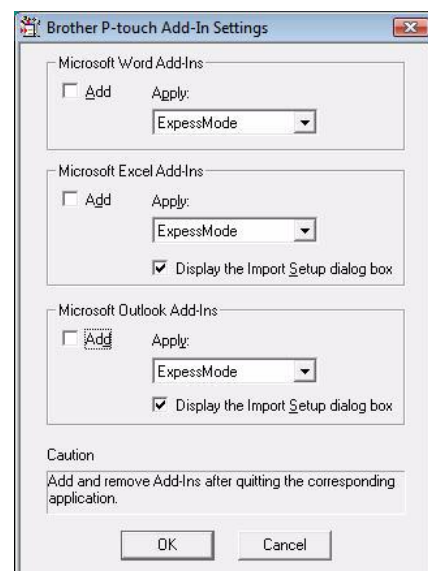 Brother P-touch Add-In Settings
Microsoft Word Add-Ins
Add Apply:
ExpessMode
Microsoft Excel Add-Ins
Add Apply:
ExpessMode
Display the Import Setup dialog box
Microsoft Outlook Add-Ins
Add Apply:
ExpessMode
Display the Import Setup dialog box
Caution
Add and remove Add-Ins after quitting the corresponding
application.
OK Cancel